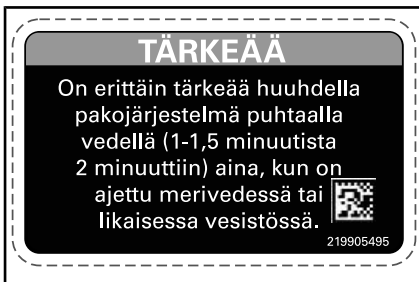 TÄRKEÄÄ
On erittäin tärkeää huuhdella
pakojärjestelmä puhtaalla
vedellä (1-1,5 minuutista
2 minuuttiin) aina, kun on
ajettu merivedessä tai
likaisessa vesistössä.
219905495